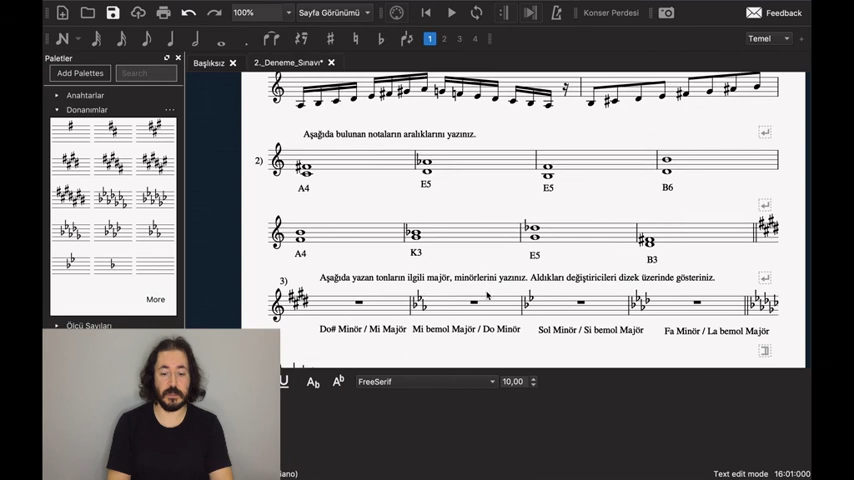 100%
Sayfa Görünümü
Konser Perdesi
Feedback
1 2 3 4
Temel
Paletler
Başlıksız
2._Deneme_Sınavı*
Add Palettes
Search
Anahtarlar
Donanımlar
More
Ölçü Sayıları
Aşağıda bulunan notaların aralıklarını yazınız.
2)
A4 E5 E5 B6
A4 K3 E5 B3
Aşağıda yazan tonların ilgili majör, minörlerini yazınız. Aldıkları değiştiricileri dizek üzerinde gösteriniz.
3)
Do# Minör / Mi Majör Mi bemol Majör / Do Minör Sol Minör / Si bemol Majör Fa Minör / La bemol Majör
U
FreeSerif
10,00
Text edit mode
16:01:000